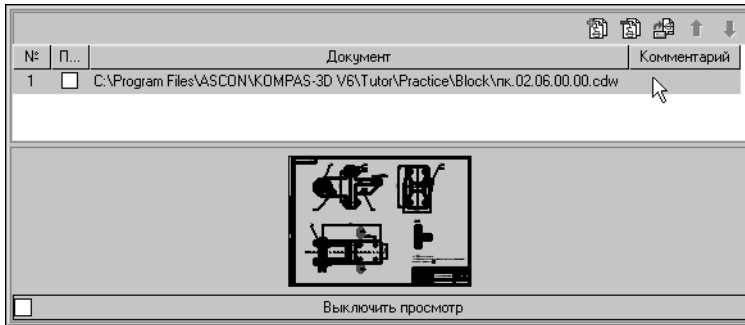 № П... Документ Комментарий
1 C:\Program Files\ASCON\KOMPAS-3D V6\Tutor\Practice\Block\пк.02.06.00.00.cdw
Выключить просмотр